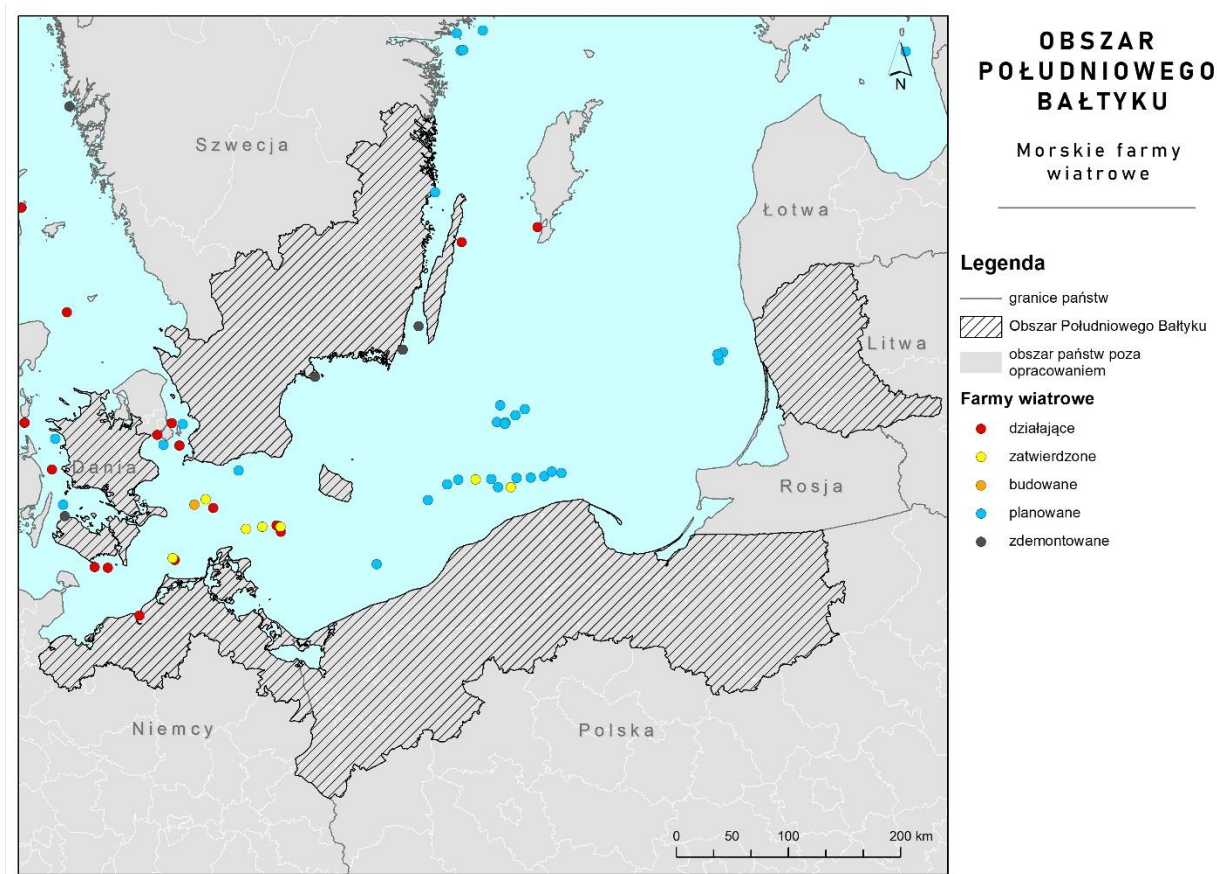 OBSZAR
POŁUDNIOWEGO
BAŁTYKU
Morskie farmy
wiatrowe
Legenda
granice państw
Obszar Południowego Bałtyku
obszar państw poza
opracowaniem
Farmy wiatrowe
działające
zatwierdzone
budowane
planowane
zdemontowane
N
Szwecja
Łotwa
Litwa
Dania
Rosja
Niemcy
Polska
0 50 100 200 km